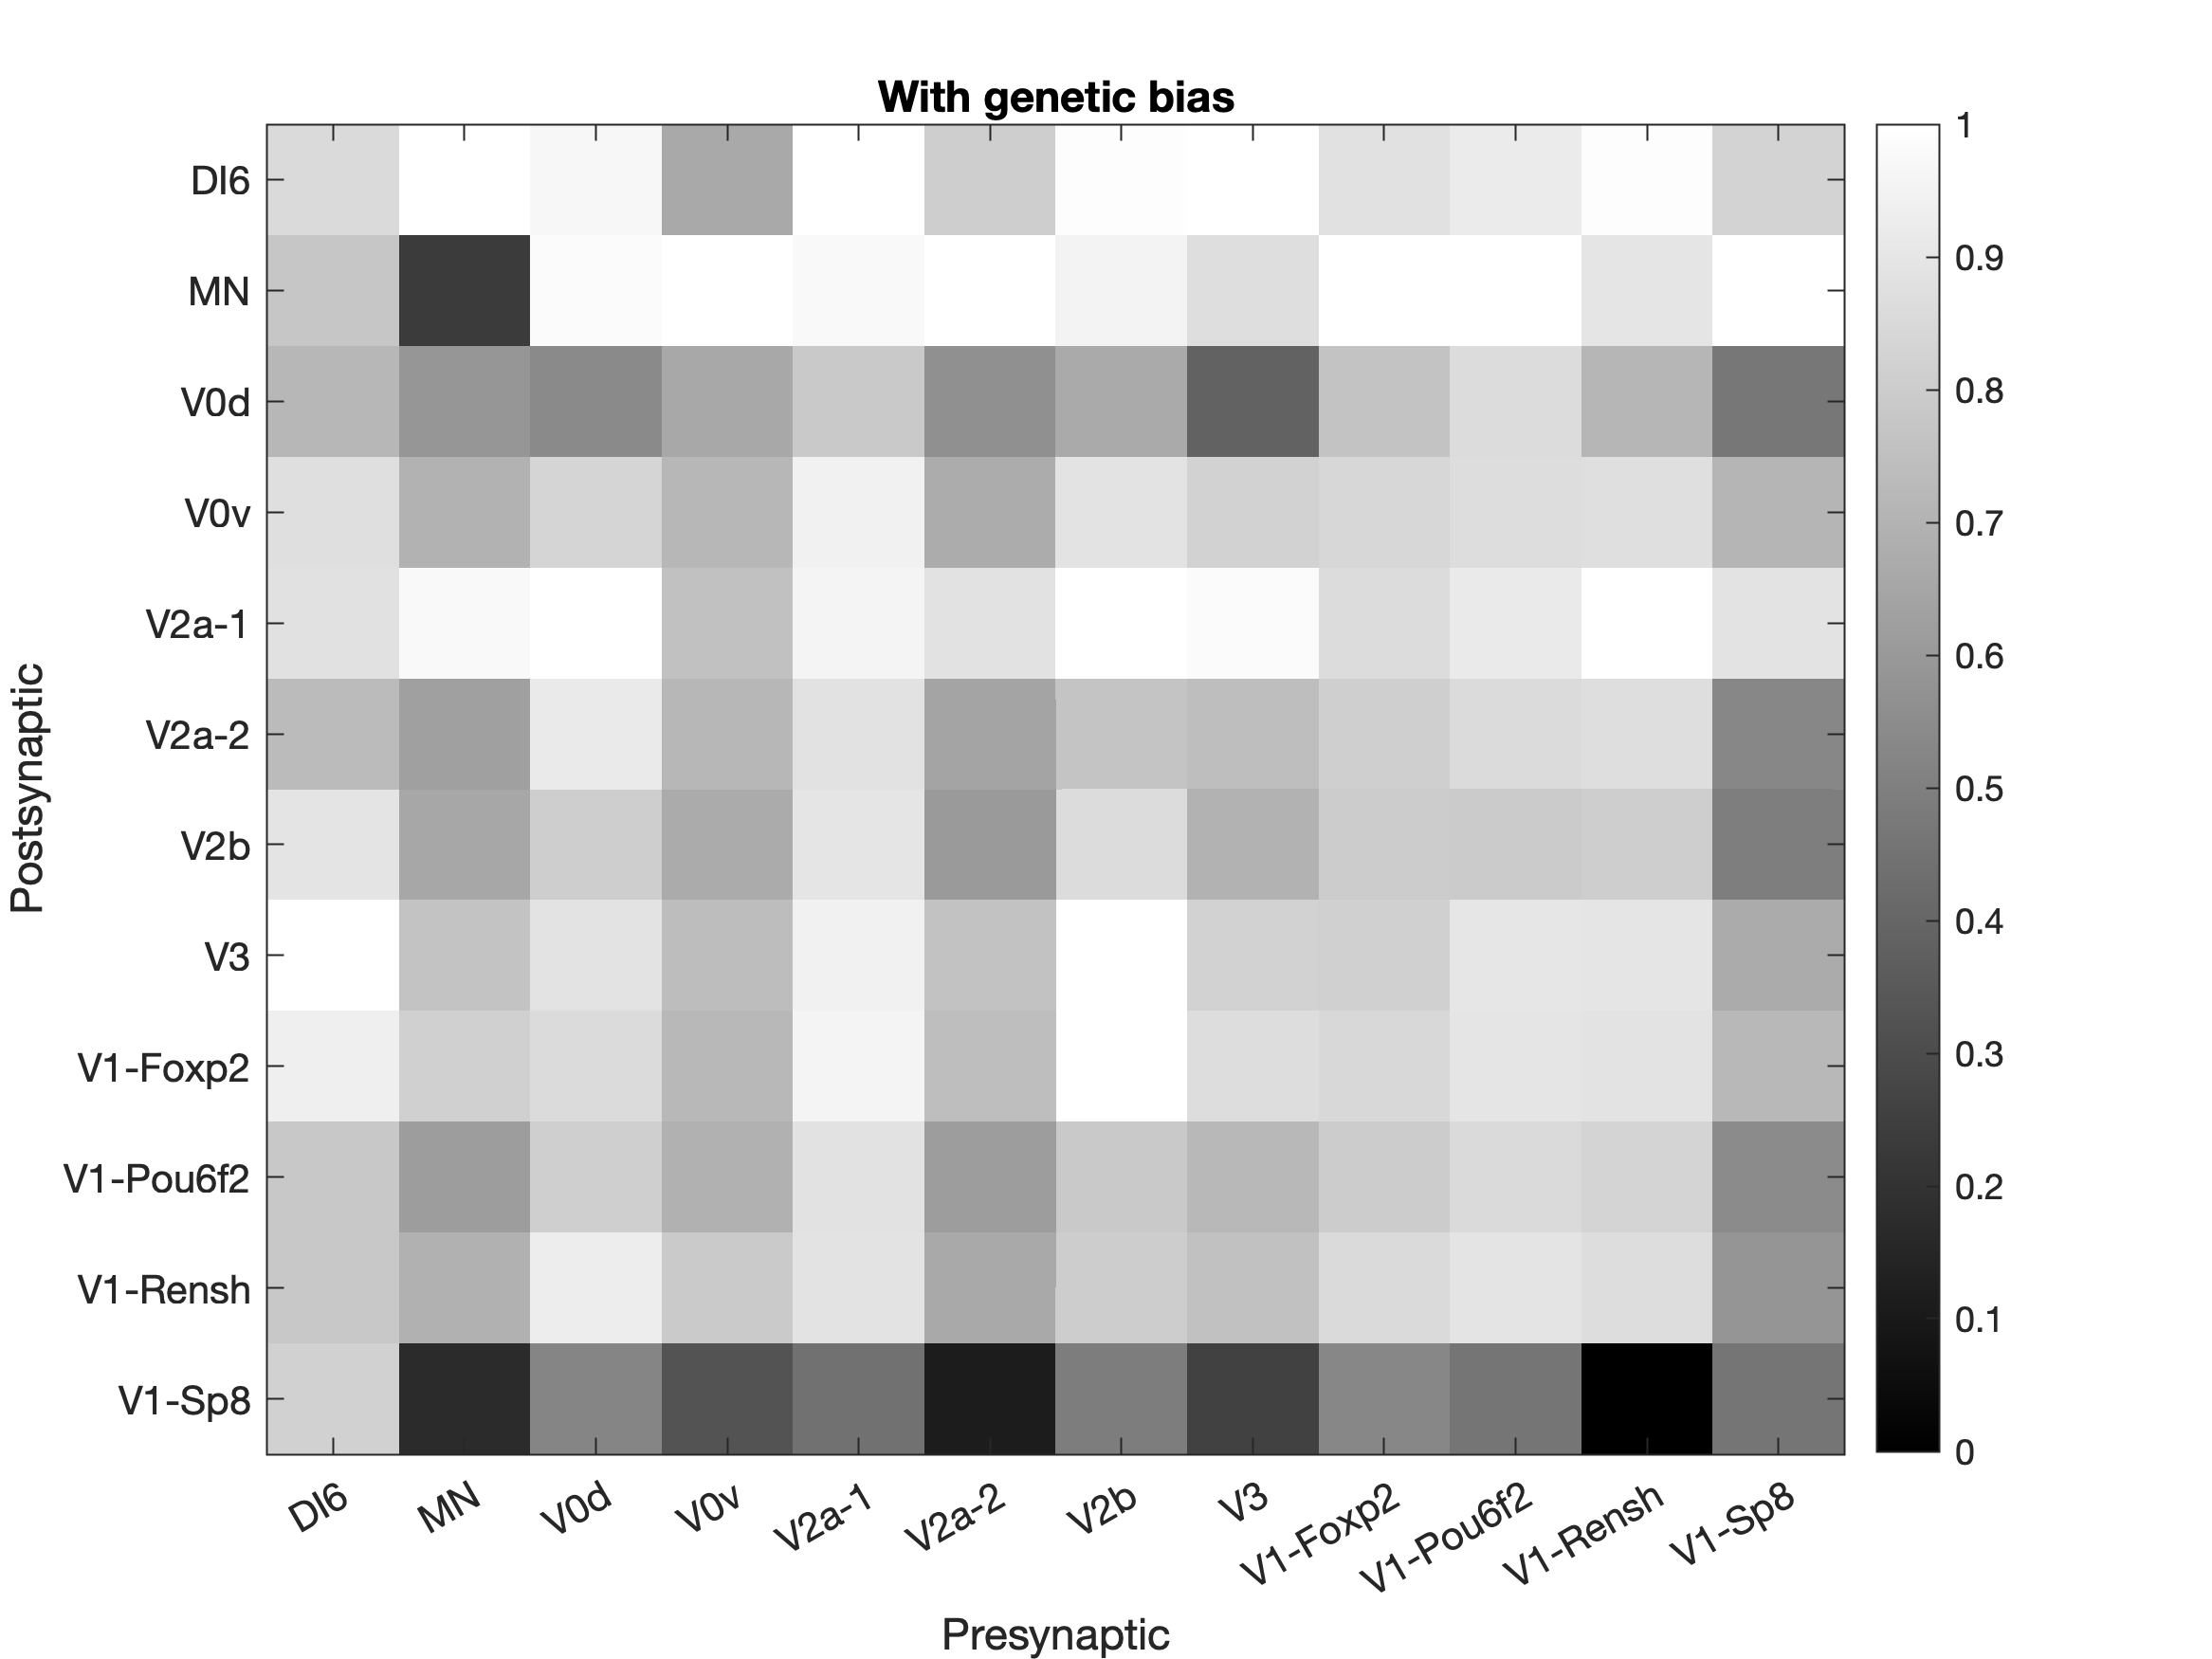 With genetic bias
Postsynaptic
DI6
MN
V0d
V0v
V2a-1
V2a-2
V2b
V3
V1-Foxp2
V1-Pou6f2
V1-Rensh
V1-Sp8
DI6
MN
V0d
V0v
V2a-1
V2a-2
V2b
V3
V1-Foxp2
V1-Pou6f2
V1-Rensh
V1-Sp8
Presynaptic
1
0.9
0.8
0.7
0.6
0.5
0.4
0.3
0.2
0.1
0